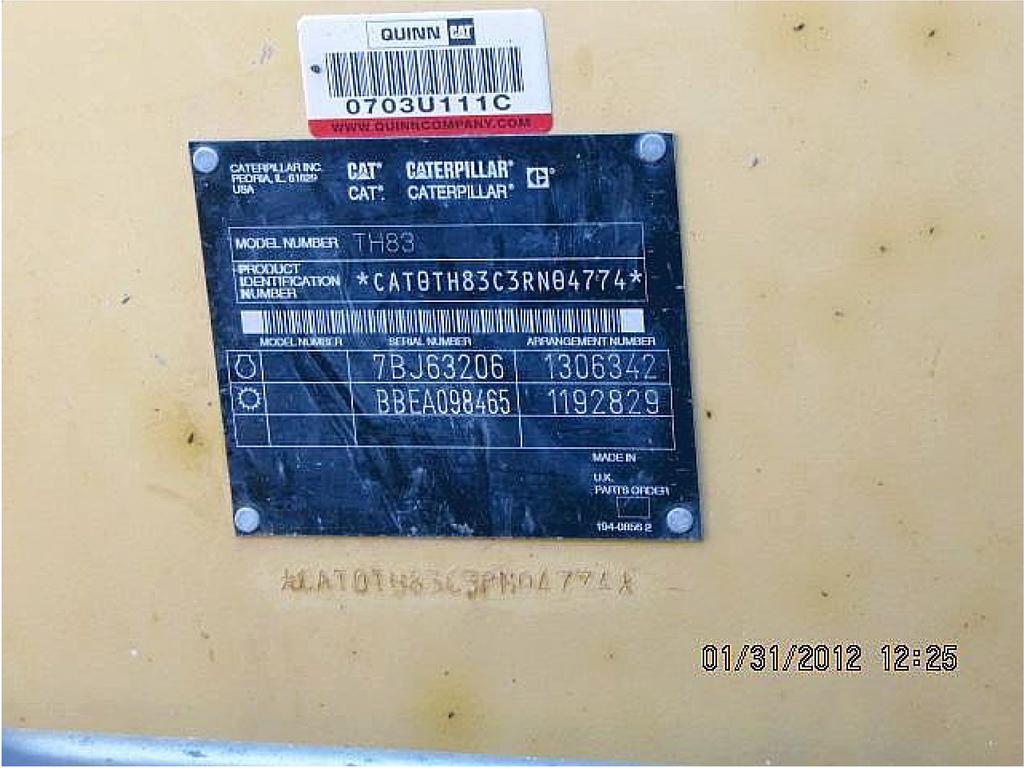 QUINN CAT
0703U111C
WWW.QUINNCOMPANY.COM
CATERPILLAR INC. CAT® CATERPILLAR®
PEORIA, IL 61629
USA CAT® CATERPILLAR®
MODEL NUMBER TH83
PRODUCT
IDENTIFICATION *CAT0TH83C3RN04774*
NUMBER
MODEL NUMBER SERIAL NUMBER ARRANGEMENT NUMBER
7BJ63206 1306342
BBEA098465 1192829
MADE IN
U.K.
PARTS ORDER
194-0856 2
*CAT0TH83C3RN04774*
01/31/2012 12:25